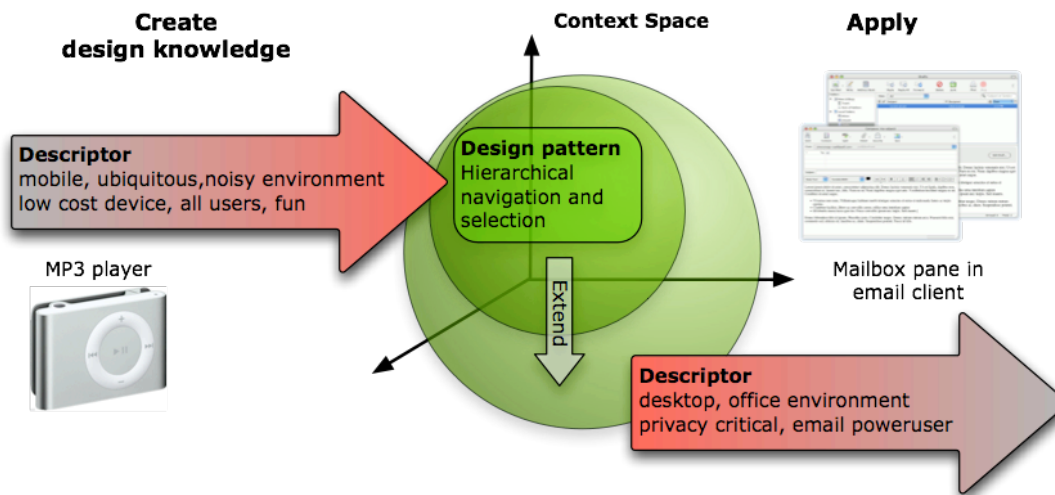 Create
design knowledge
Context Space
Apply
Descriptor
mobile, ubiquitous,noisy environment
low cost device, all users, fun
Design pattern
Hierarchical
navigation and
selection
Extend
MP3 player
Mailbox pane in
email client
Descriptor
desktop, office environment
privacy critical, email poweruser